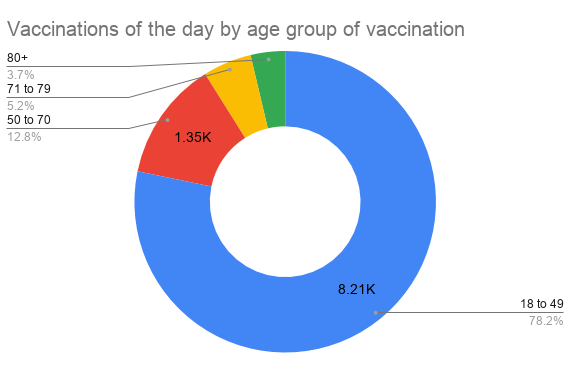 Vaccinations of the day by age group of vaccination
80+
3.7%
71 to 79
5.2%
50 to 70
12.8%
1.35K
8.21K
18 to 49
78.2%